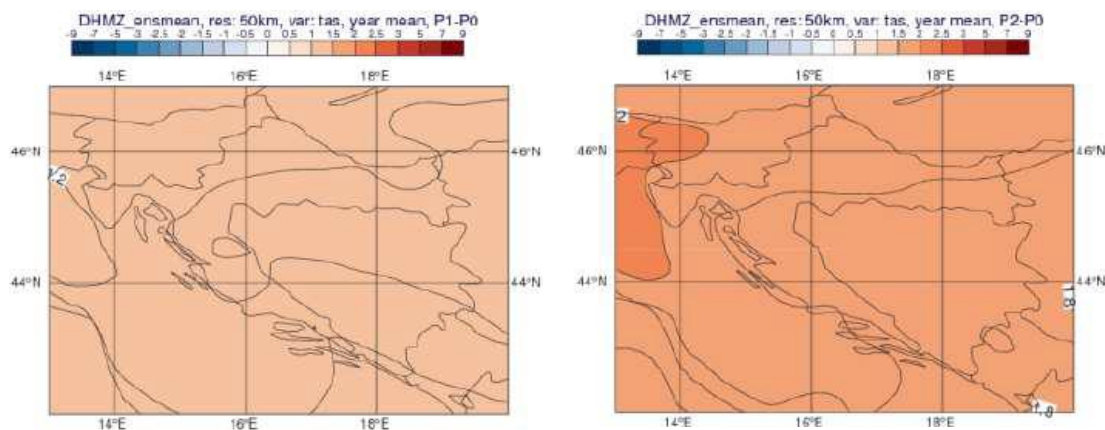 DHMZ_ensmean, res: 50km, var: tas, year mean, P1-P0
-9 -7 -5 -3 -2.5 -2 -1.5 -1 -0.5 0 0.5 1 1.5 2 2.5 3 5 7 9
14°E 16°E 18°E
46°N
1.2
44°N
14°E 16°E 18°E
DHMZ_ensmean, res: 50km, var: tas, year mean, P2-P0
-9 -7 -5 -3 -2.5 -2 -1.5 -1 -0.5 0 0.5 1 1.5 2 2.5 3 5 7 9
14°E 16°E 18°E
2
46°N 46°N
44°N 44°N
1.8
1.8
14°E 16°E 18°E